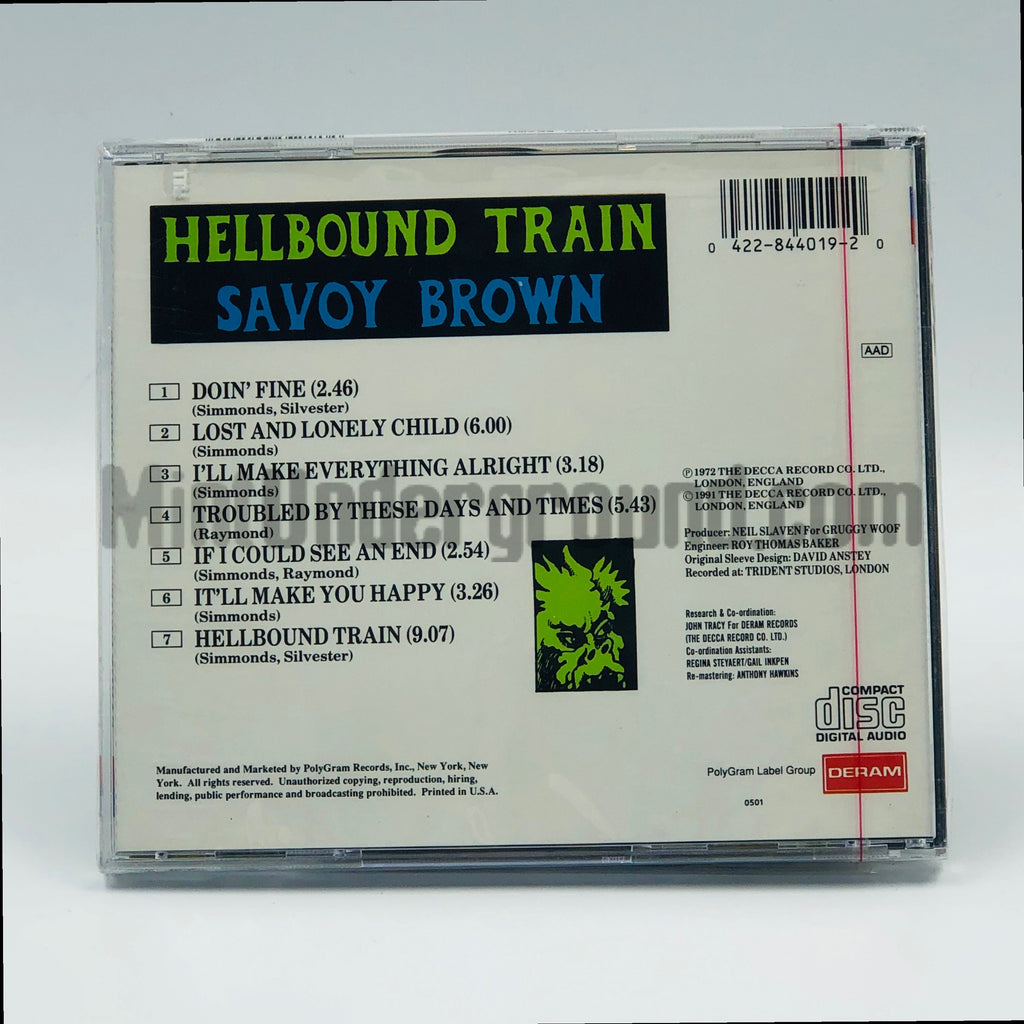 HELLBOUND TRAIN
SAVOY BROWN
0 422-844019-2 0
AAD
1 DOIN' FINE (2.46)
(Simmonds, Silvester)
2 LOST AND LONELY CHILD (6.00)
(Simmonds)
3 I'LL MAKE EVERYTHING ALRIGHT (3.18)
(Simmonds)
4 TROUBLED BY THESE DAYS AND TIMES (5.43)
(Raymond)
5 IF I COULD SEE AN END (2.54)
(Simmonds, Raymond)
6 IT'LL MAKE YOU HAPPY (3.26)
(Simmonds)
7 HELLBOUND TRAIN (9.07)
(Simmonds, Silvester)
℗ 1972 THE DECCA RECORD CO. LTD.,
LONDON, ENGLAND
© 1991 THE DECCA RECORD CO. LTD.,
LONDON, ENGLAND
Producer: NEIL SLAVEN For GRUGGY WOOF
Engineer: ROY THOMAS BAKER
Original Sleeve Design: DAVID ANSTEY
Recorded at: TRIDENT STUDIOS, LONDON
Research & Co-ordination:
JOHN TRACY For DERAM RECORDS
(THE DECCA RECORD CO. LTD.)
Co-ordination Assistants:
REGINA STEYAERT/GAIL INKPEN
Re-mastering: ANTHONY HAWKINS
COMPACT
disc
DIGITAL AUDIO
Manufactured and Marketed by PolyGram Records, Inc., New York, New
York. All rights reserved. Unauthorized copying, reproduction, hiring,
lending, public performance and broadcasting prohibited. Printed in U.S.A.
PolyGram Label Group
DERAM
0501